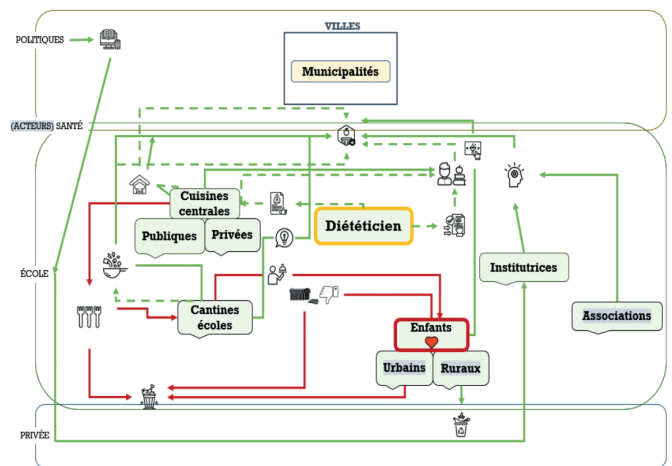 VILLES
POLITIQUES
Municipalités
(ACTEURS) SANTÉ
Cuisines
centrales
Publiques
Privées
Diététicien
ÉCOLE
Institutrices
Cantines
écoles
Associations
Enfants
Urbains
Ruraux
PRIVÉE